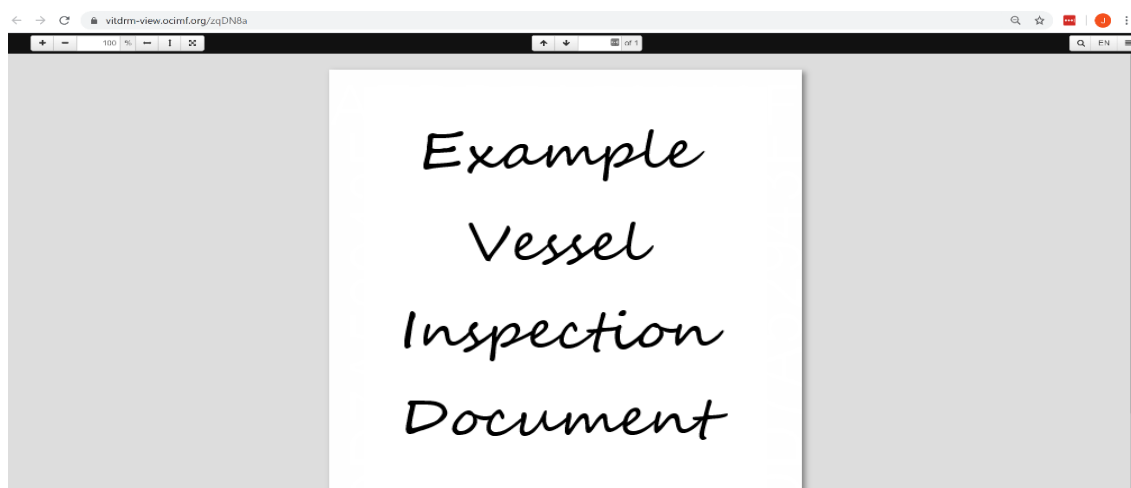 vitdrm-view.ocimf.org/zqDN8a
J
100 %
of 1
EN
Example
Vessel
Inspection
Document